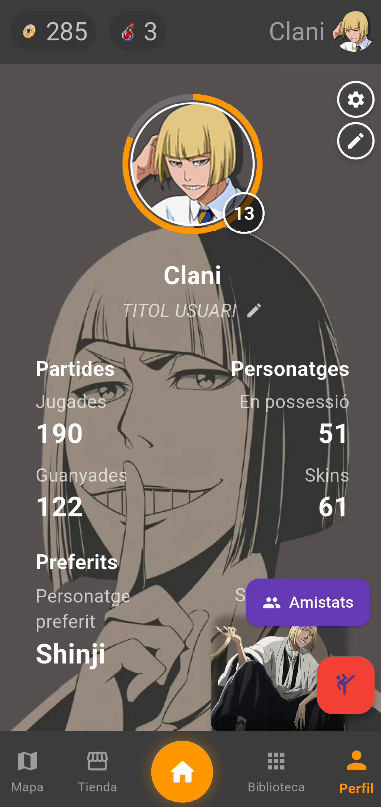 285
3
Clani
13
Clani
TITOL USUARI
Partides
Personatges
Jugades
En possessió
190
51
Guanyades
Skins
122
61
Preferits
Personatge
preferit
S
Amistats
Shinji
Mapa
Tienda
Biblioteca
Perfil